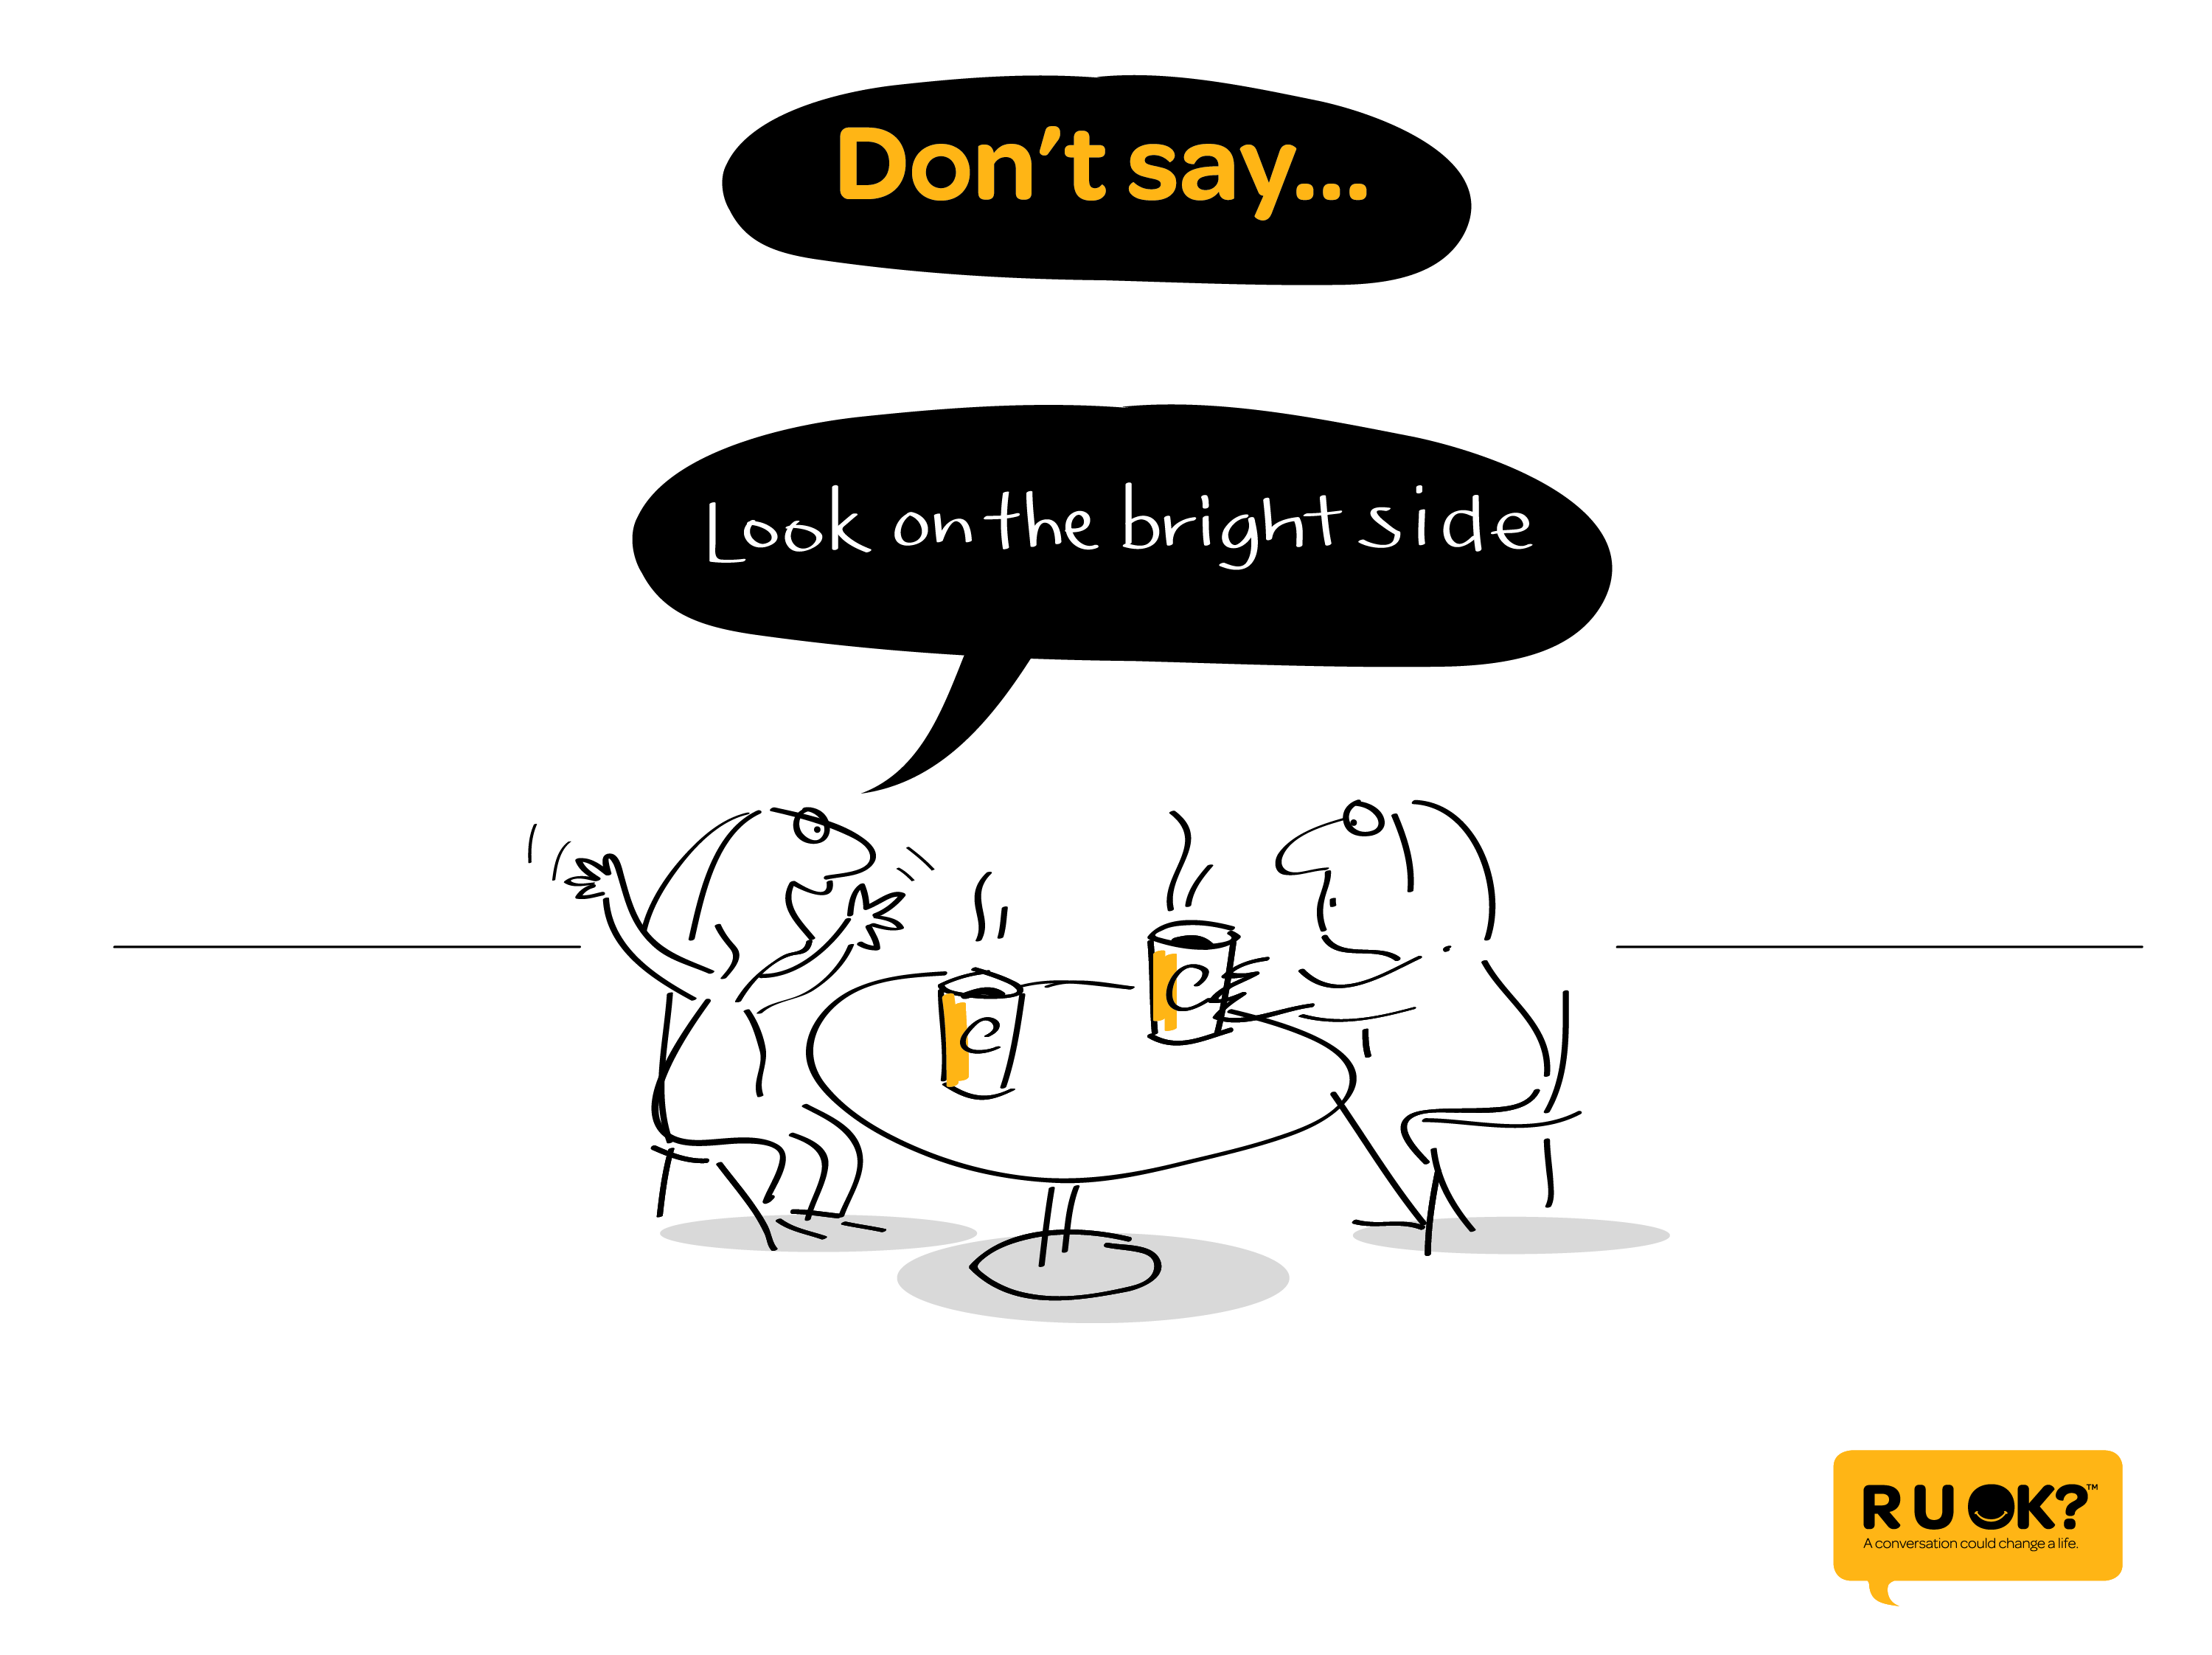 Don't say...
Look on the bright side
e
e
R U OK?™
A conversation could change a life.